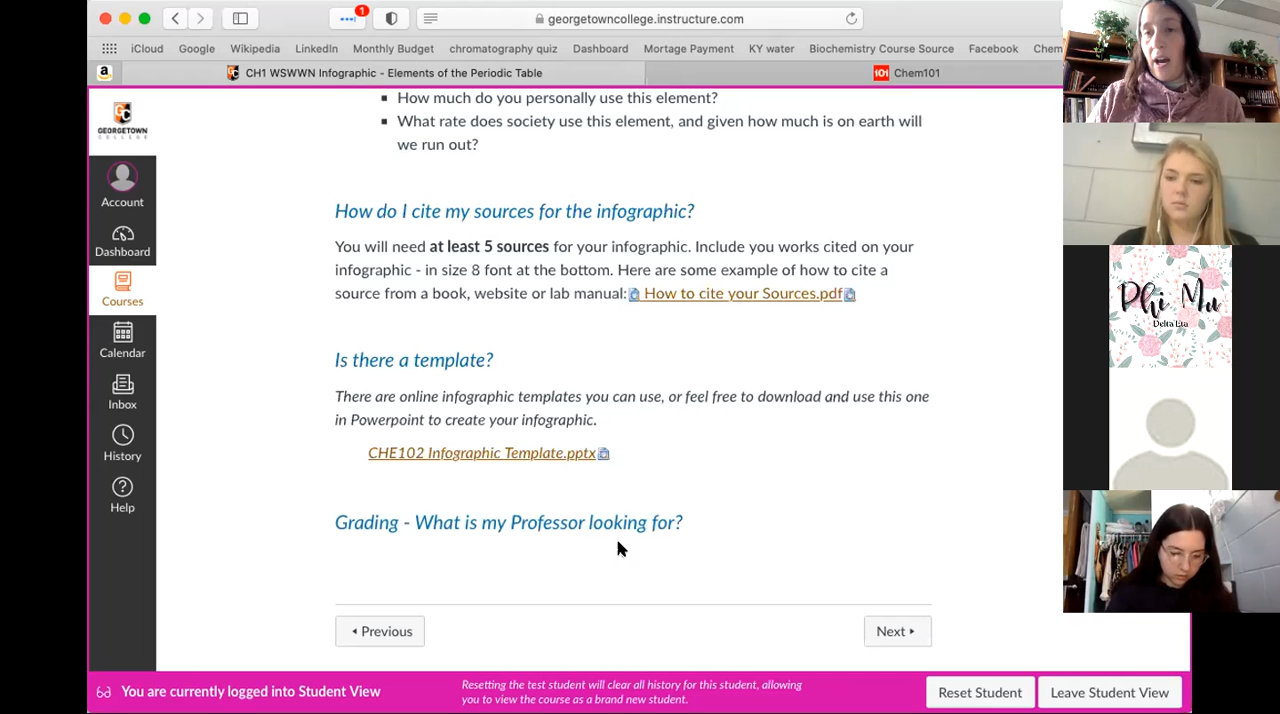 1
georgetowncollege.instructure.com
iCloud Google Wikipedia LinkedIn Monthly Budget chromatography quiz Dashboard Mortage Payment KY water Biochemistry Course Source Facebook Chem
CH1 WSWWN Infographic - Elements of the Periodic Table
101 Chem101
GC
GEORGETOWN
COLLEGE
Account
Dashboard
Courses
Calendar
Inbox
History
Help
How much do you personally use this element?
What rate does society use this element, and given how much is on earth will
we run out?
How do I cite my sources for the infographic?
You will need at least 5 sources for your infographic. Include you works cited on your
infographic - in size 8 font at the bottom. Here are some example of how to cite a
source from a book, website or lab manual: How to cite your Sources.pdf
Is there a template?
There are online infographic templates you can use, or feel free to download and use this one
in Powerpoint to create your infographic.
CHE102 Infographic Template.pptx
Grading - What is my Professor looking for?
Previous
Next
You are currently logged into Student View
Resetting the test student will clear all history for this student, allowing
you to view the course as a brand new student.
Reset Student
Leave Student View
Phi Mu
Delta Eta